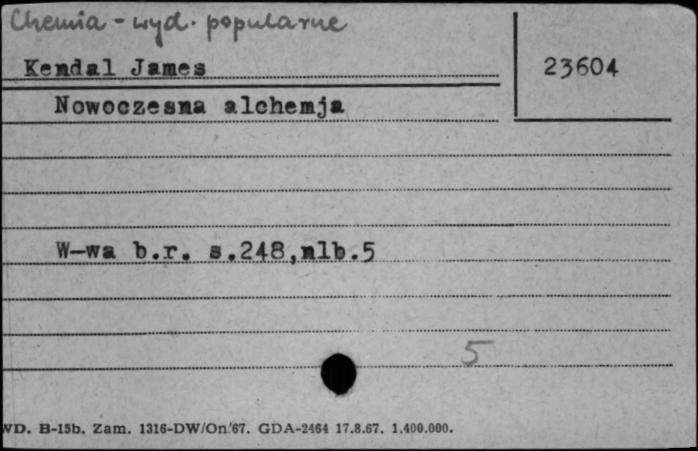 Chemia - wyd. popularne
Kendal James
23604
Nowoczesna alchemja
W-wa b.r. s.248,nlb.5
5
WD. B-15b. Zam. 1316-DW/On/67. GDA-2464 17.8.67. 1.400.000.